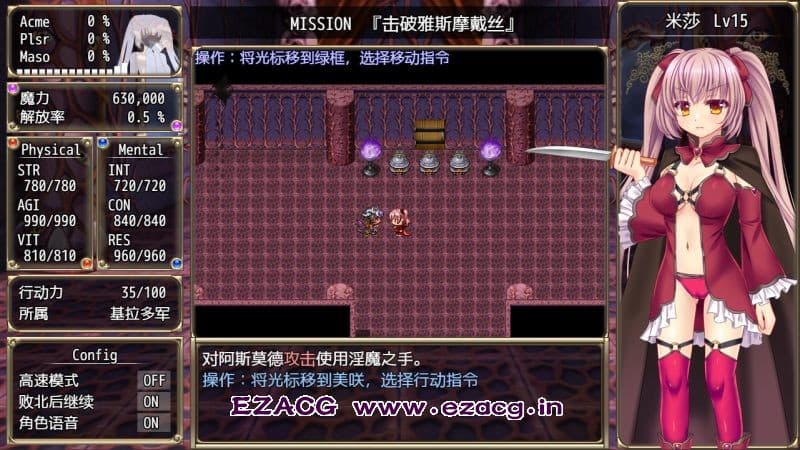 Acme 0 %
Plsr 0 %
Maso 0 %
魔力 630,000
解放率 0.5 %
Physical
STR
780/780
AGI
990/990
VIT
810/810
Mental
INT
720/720
CON
840/840
RES
960/960
行动力 35/100
所属 基拉多军
Config
高速模式 OFF
败北后继续 ON
角色语音 ON
MISSION 『击破雅斯摩戴丝』
操作：将光标移到绿框，选择移动指令
对阿斯莫德攻击使用淫魔之手。
操作：将光标移到美咲，选择行动指令
EZACG www.ezacg.in
米莎 Lv15